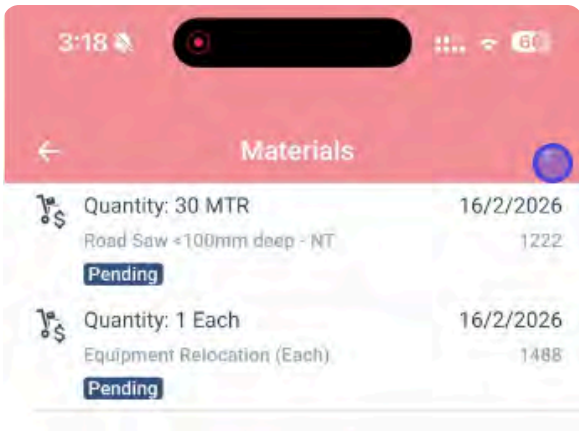 3:18
Materials
Quantity: 30 MTR 16/2/2026
Road Saw <100mm deep - NT 1222
Pending
Quantity: 1 Each 16/2/2026
Equipment Relocation (Each) 1488
Pending